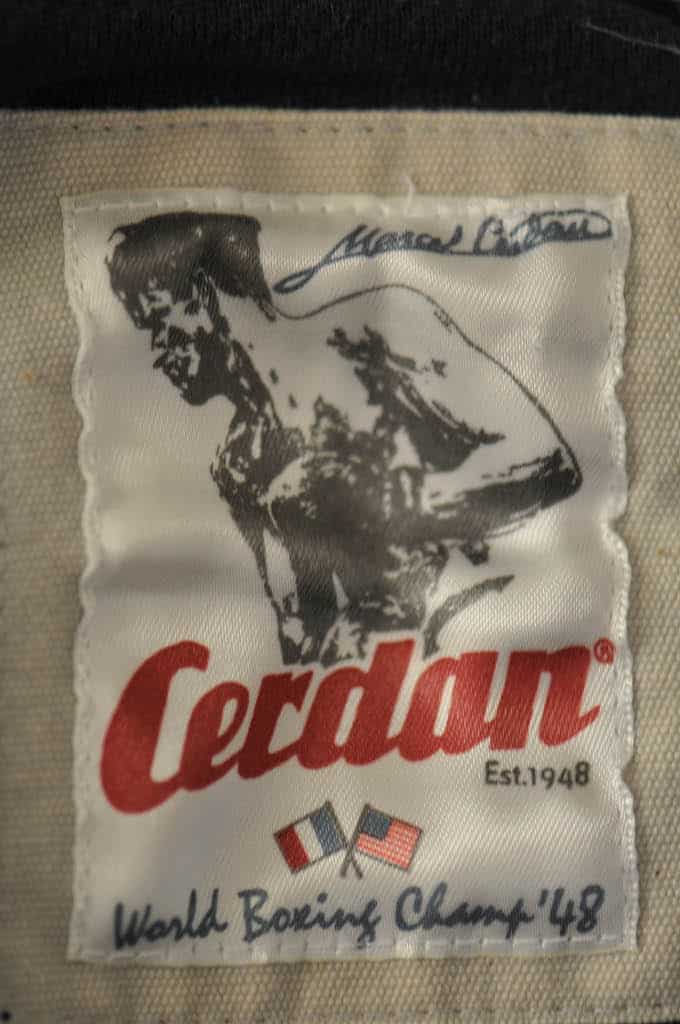 Marcel Cerdan
Cerdan®
Est.1948
World Boxing Champ '48